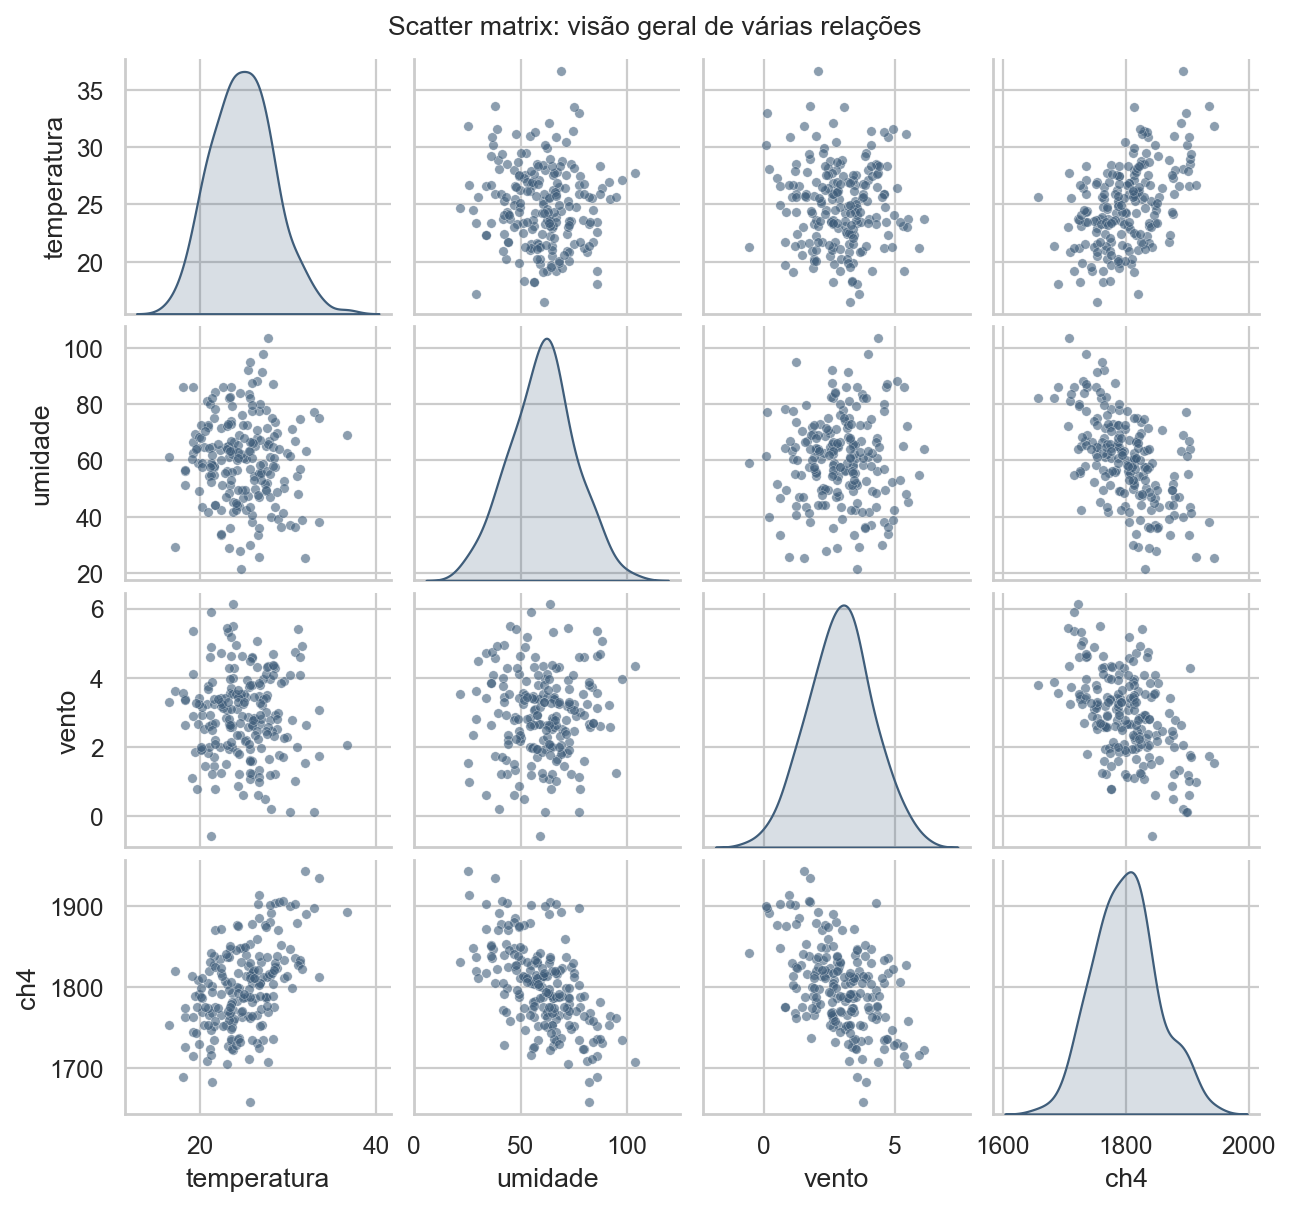 Scatter matrix: visão geral de várias relações
35
30
25
20
temperatura
100
80
60
40
20
umidade
6
4
2
0
vento
1900
1800
1700
ch4
20 40
0 50 100
0 5
1600 1800 2000
temperatura
umidade
vento
ch4